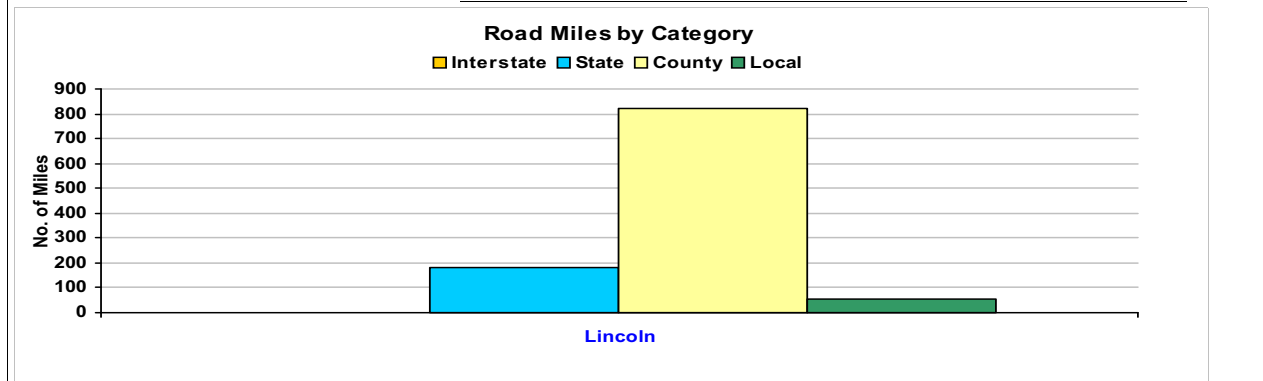 Road Miles by Category
Interstate State County Local
No. of Miles
900
800
700
600
500
400
300
200
100
0
Lincoln